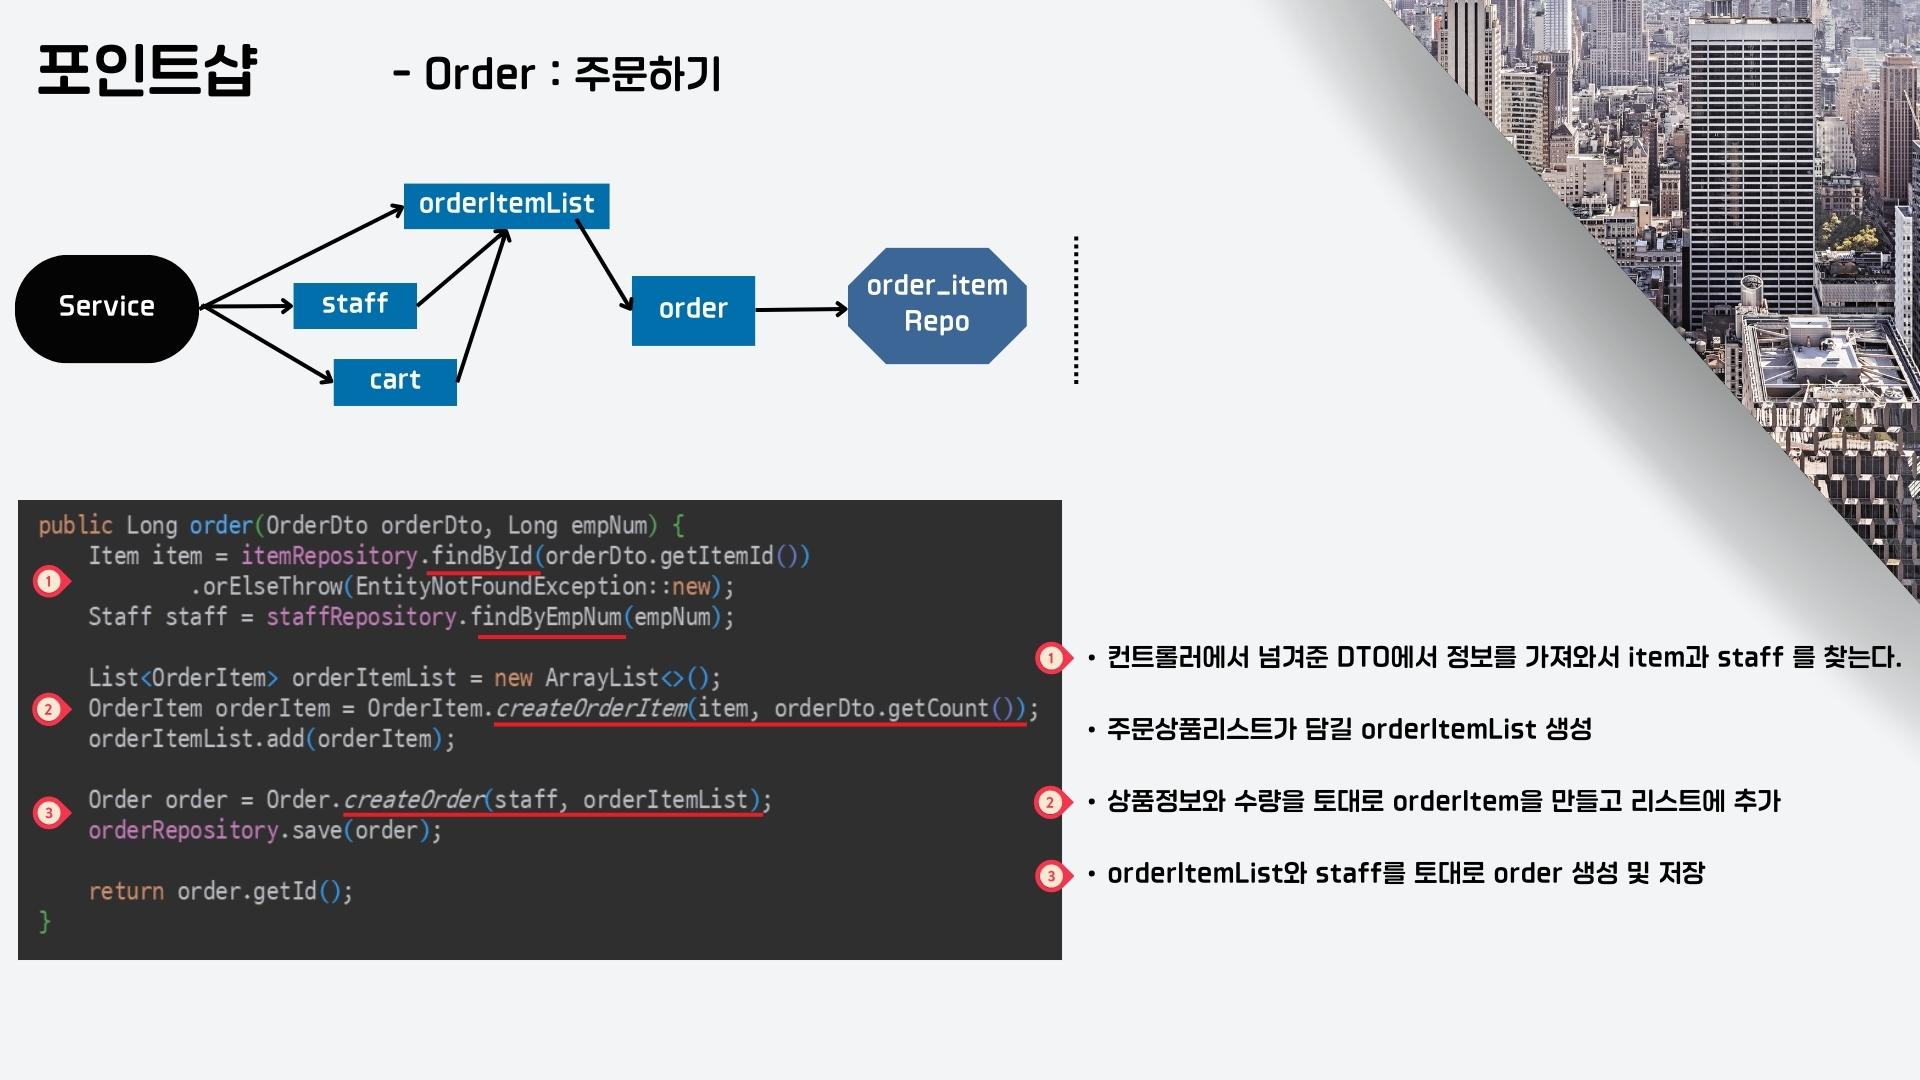 포인트샵
- Order : 주문하기
orderItemList
Service
staff
cart
order
order_item
Repo
public Long order(OrderDto orderDto, Long empNum) {
Item item = itemRepository.findById(orderDto.getItemId())
1
.orElseThrow(EntityNotFoundException::new);
Staff staff = staffRepository.findByEmpNum(empNum);
List<OrderItem> orderItemList = new ArrayList<>();
2
OrderItem orderItem = OrderItem.createOrderItem(item, orderDto.getCount());
orderItemList.add(orderItem);
3
Order order = Order.createOrder(staff, orderItemList);
orderRepository.save(order);
return order.getId();
}
1 • 컨트롤러에서 넘겨준 DTO에서 정보를 가져와서 item과 staff 를 찾는다.
• 주문상품리스트가 담길 orderItemList 생성
2 • 상품정보와 수량을 토대로 orderItem을 만들고 리스트에 추가
3 • orderItemList와 staff를 토대로 order 생성 및 저장